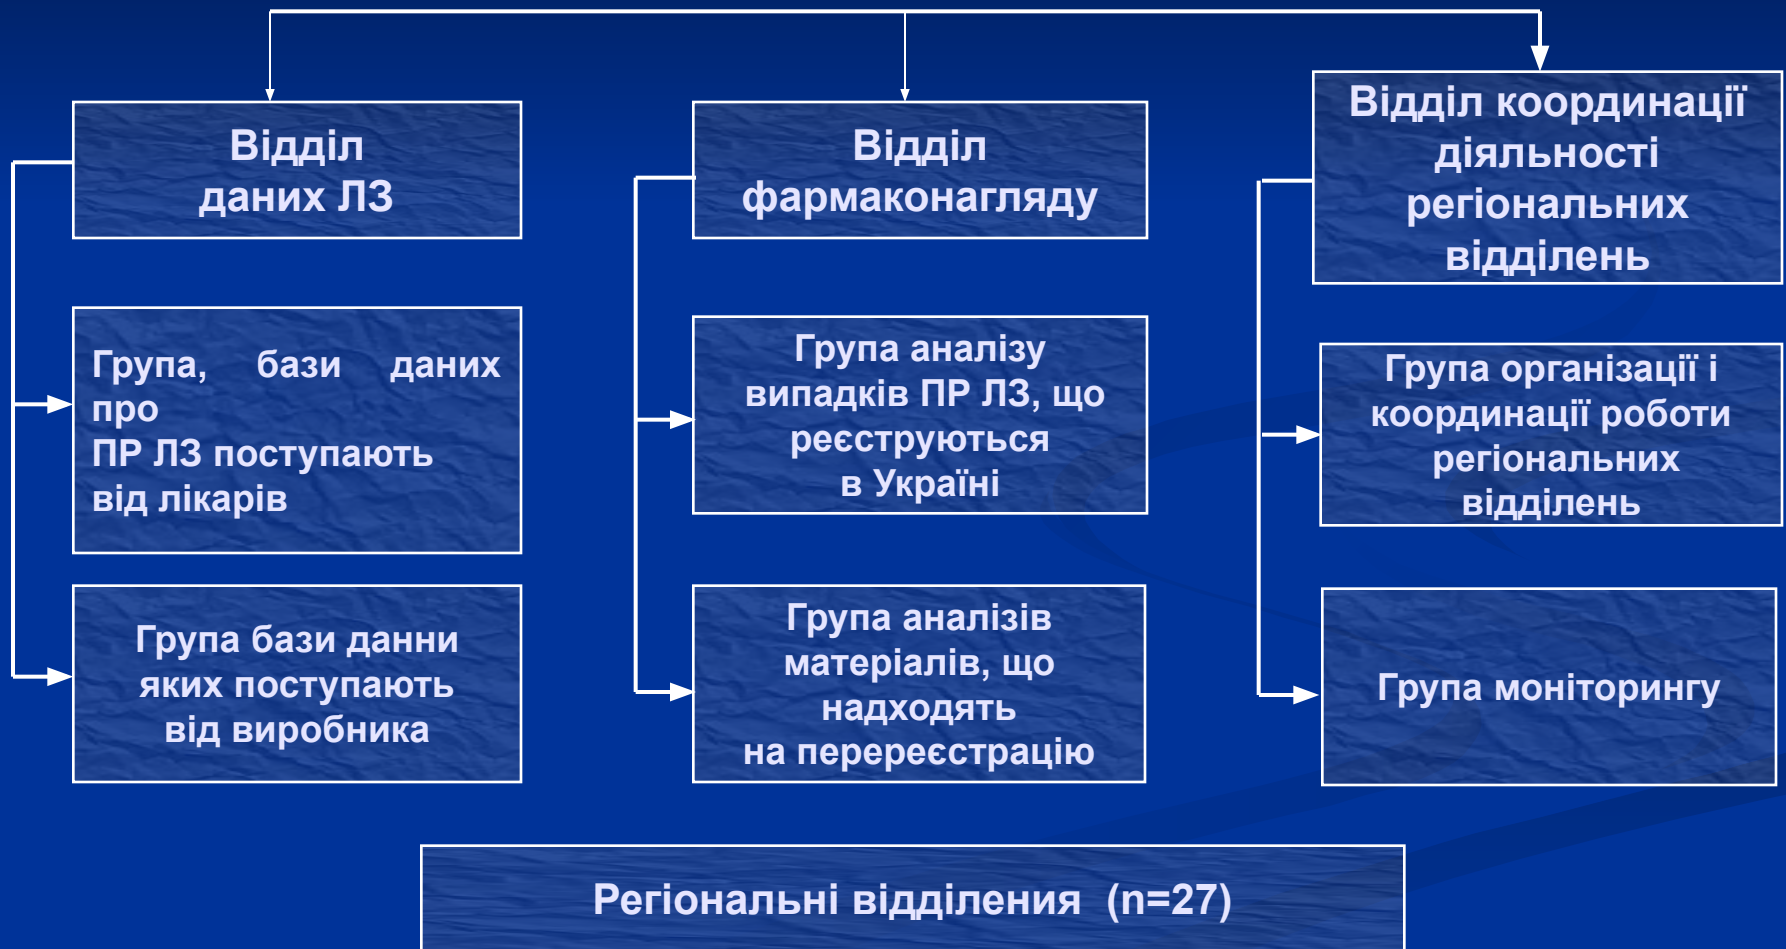 Відділ
даних ЛЗ
Група, бази даних
про
ПР ЛЗ поступають
від лікарів
Група бази данни
яких поступають
від виробника
Відділ
фармаконагляду
Група аналізу
випадків ПР ЛЗ, що
реєструються
в Україні
Група аналізів
матеріалів, що
надходять
на перереєстрацію
Відділ координації
діяльності
регіональних
відділень
Група організації і
координації роботи
регіональних
відділень
Група моніторингу
Регіональні відділення (n=27)